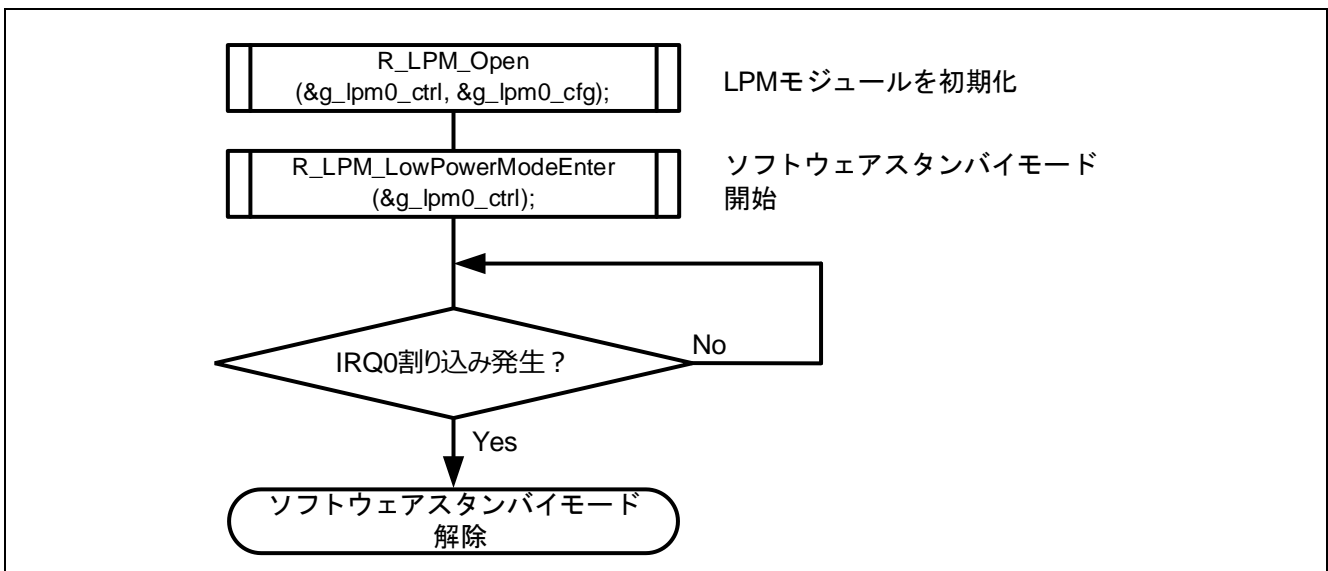 R_LPM_Open
(&g_lpm0_ctrl, &g_lpm0_cfg);
LPMモジュールを初期化
R_LPM_LowPowerModeEnter
(&g_lpm0_ctrl);
ソフトウェアスタンバイモード
開始
IRQ0割り込み発生？
No
Yes
ソフトウェアスタンバイモード
解除